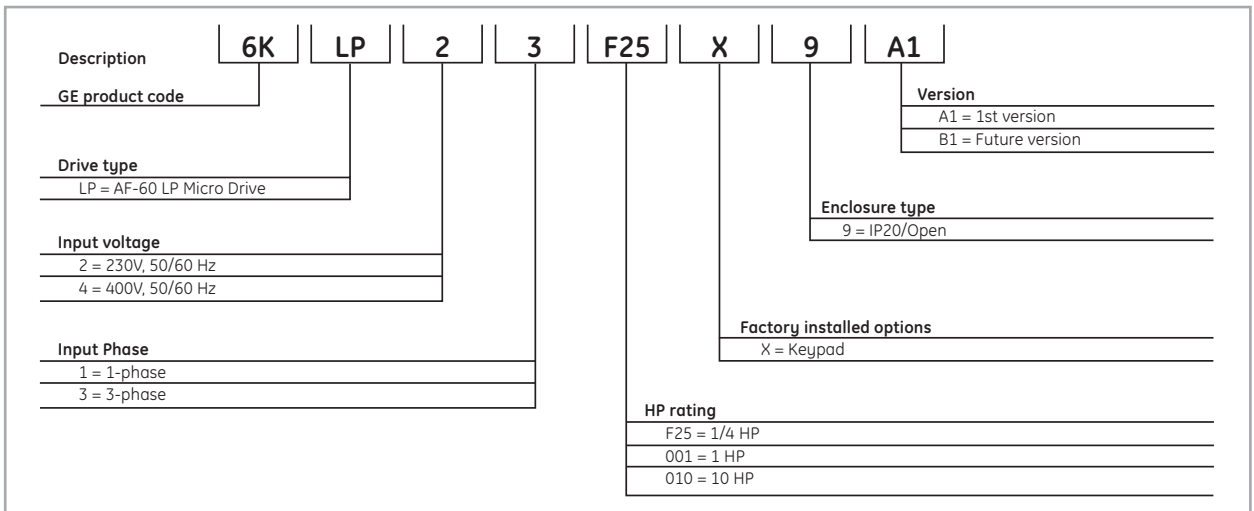 Description 6K LP 2 3 F25 X 9 A1
GE product code
Drive type
LP = AF-60 LP Micro Drive
Input voltage
2 = 230V, 50/60 Hz
4 = 400V, 50/60 Hz
Input Phase
1 = 1-phase
3 = 3-phase
Version
A1 = 1st version
B1 = Future version
Enclosure type
9 = IP20/Open
Factory installed options
X = Keypad
HP rating
F25 = 1/4 HP
001 = 1 HP
010 = 10 HP